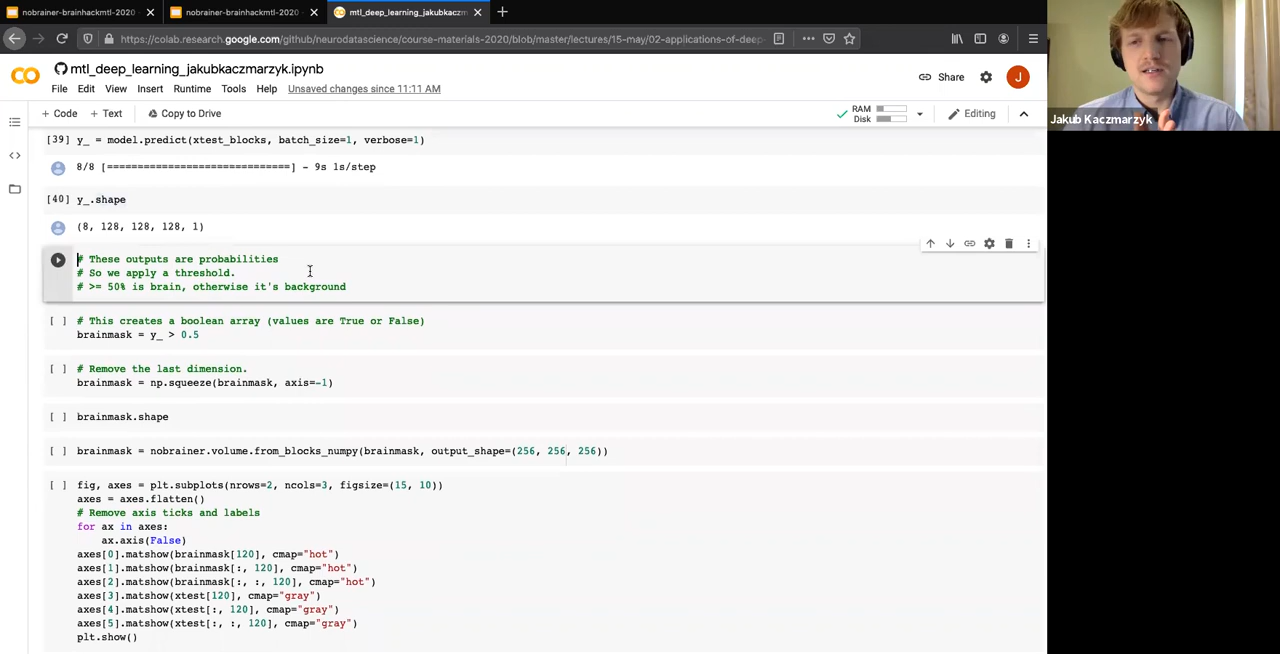 nobrainer-brainhackmtl-2020
nobrainer-brainhackmtl-2020
mtl_deep_learning_jakubkaczm
https://colab.research.google.com/github/neurodatascience/course-materials-2020/blob/master/lectures/15-may/02-applications-of-deep-
mtl_deep_learning_jakubkaczmarzyk.ipynb
Share
J
File Edit View Insert Runtime Tools Help Unsaved changes since 11:11 AM
+ Code + Text Copy to Drive
RAM
Disk
Editing
Jakub Kaczmarzyk
[39] y_ = model.predict(xtest_blocks, batch_size=1, verbose=1)
8/8 [==============================] - 9s 1s/step
[40] y_.shape
(8, 128, 128, 128, 1)
# These outputs are probabilities
# So we apply a threshold.
# >= 50% is brain, otherwise it's background
[ ] # This creates a boolean array (values are True or False)
brainmask = y_ > 0.5
[ ] # Remove the last dimension.
brainmask = np.squeeze(brainmask, axis=-1)
[ ] brainmask.shape
[ ] brainmask = nobrainer.volume.from_blocks_numpy(brainmask, output_shape=(256, 256, 256))
[ ] fig, axes = plt.subplots(nrows=2, ncols=3, figsize=(15, 10))
axes = axes.flatten()
# Remove axis ticks and labels
for ax in axes:
ax.axis(False)
axes[0].matshow(brainmask[120], cmap="hot")
axes[1].matshow(brainmask[:, 120], cmap="hot")
axes[2].matshow(brainmask[:, :, 120], cmap="hot")
axes[3].matshow(xtest[120], cmap="gray")
axes[4].matshow(xtest[:, 120], cmap="gray")
axes[5].matshow(xtest[:, :, 120], cmap="gray")
plt.show()